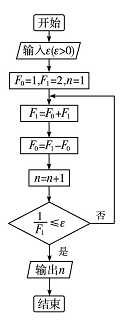 开始
输入ε(ε>0)
F₀=1,F₁=2,n=1
F₁=F₀+F₁
F₀=F₁-F₀
n=n+1
1/F₁≤ε
否
是
输出n
结束